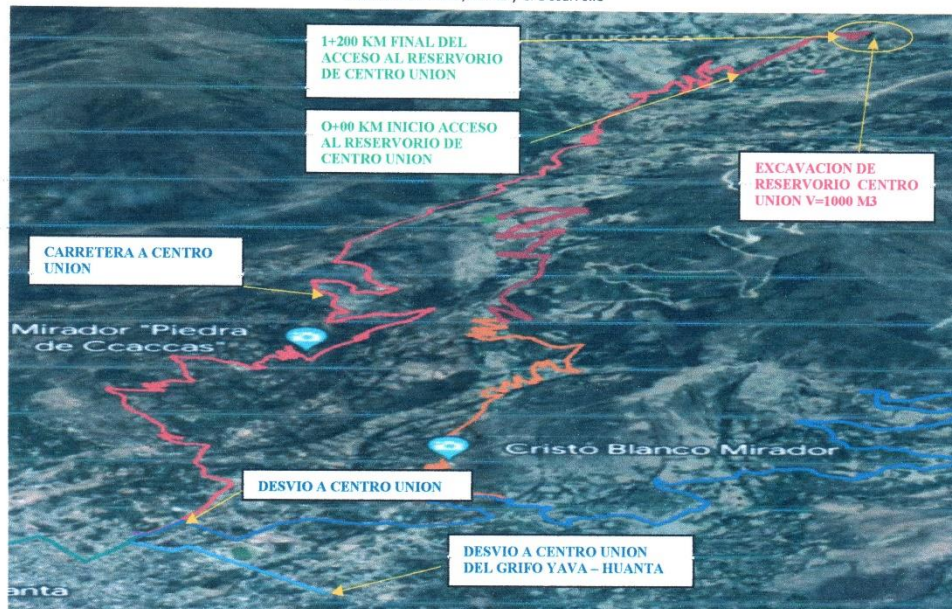 1+200 KM FINAL DEL
ACCESO AL RESERVORIO
DE CENTRO UNION
O+00 KM INICIO ACCESO
AL RESERVORIO DE
CENTRO UNION
EXCAVACION DE
RESERVORIO CENTRO
UNION V=1000 M3
CARRETERA A CENTRO
UNION
Mirador "Piedra
de Ccaccas"
Cristo Blanco Mirador
DESVIO A CENTRO UNION
DESVIO A CENTRO UNION
DEL GRIFO YAVA – HUANTA
anta